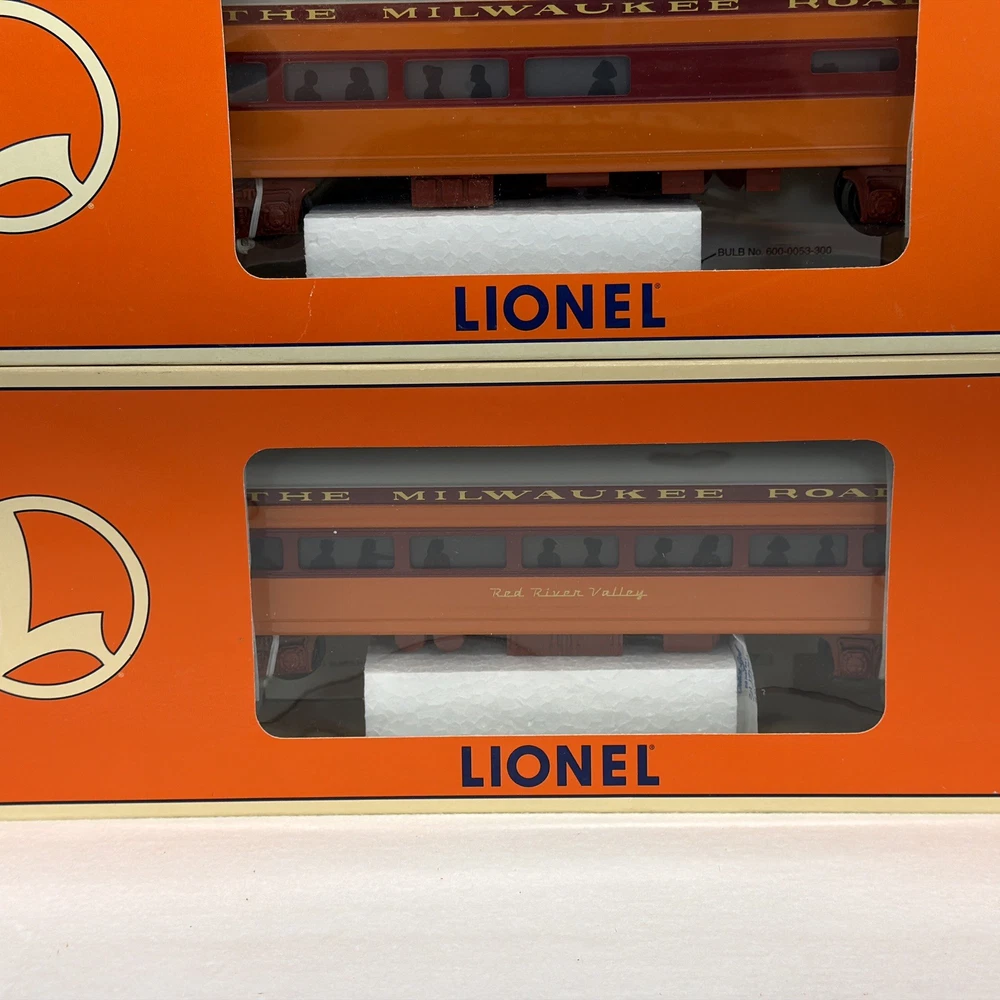 THE MILWAUKEE ROAD
BULB No. 600-0053-300
LIONEL
THE MILWAUKEE ROAD
Red River Valley
LIONEL